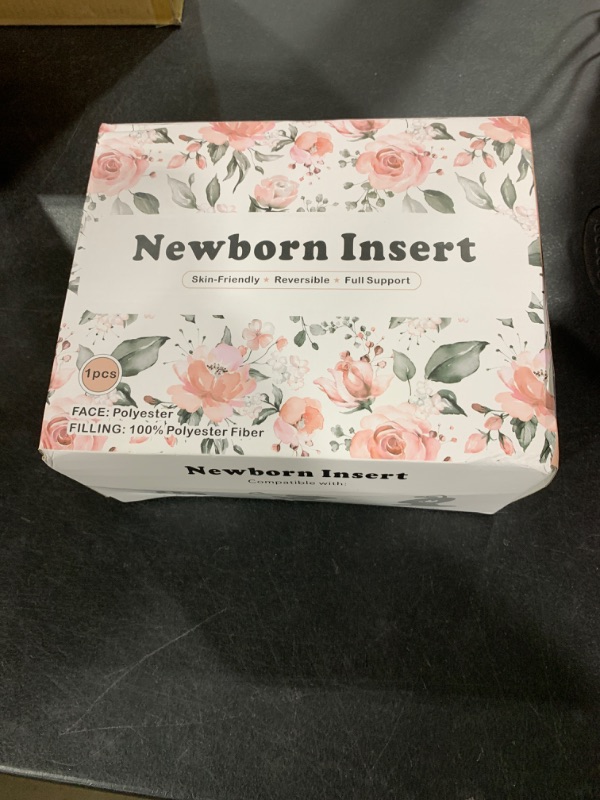 Newborn Insert
Skin-Friendly ★ Reversible ★ Full Support
1pcs
FACE: Polyester
FILLING: 100% Polyester Fiber
Newborn Insert
Compatible with: